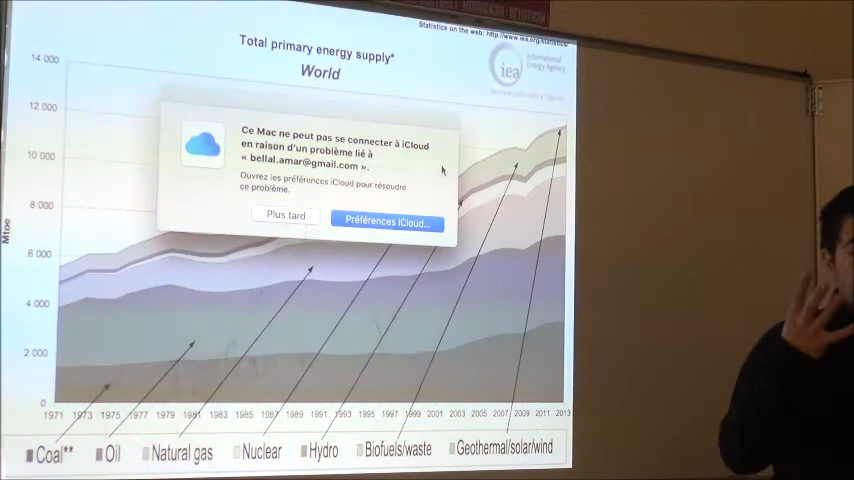 Statistics on the web: http://www.iea.org/statistics/
Total primary energy supply*
World
iea
International
Energy Agency
14 000
12 000
10 000
8 000
6 000
4 000
2 000
0
Mtoe
Ce Mac ne peut pas se connecter à iCloud
en raison d'un problème lié à
« bellal.amar@gmail.com ».
Ouvrez les préférences iCloud pour résoudre
ce problème.
Plus tard
Préférences iCloud...
1971 1973 1975 1977 1979 1981 1983 1985 1987 1989 1991 1993 1995 1997 1999 2001 2003 2005 2007 2009 2011 2013
Coal** Oil Natural gas Nuclear Hydro Biofuels/waste Geothermal/solar/wind